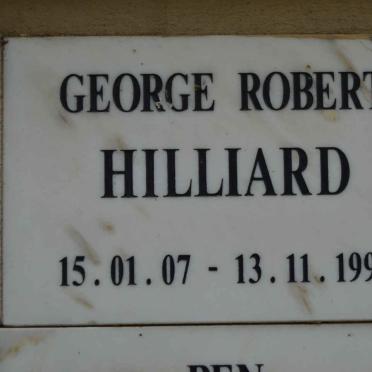 GEORGE ROBERT
HILLIARD
15.01.07 - 13.11.199